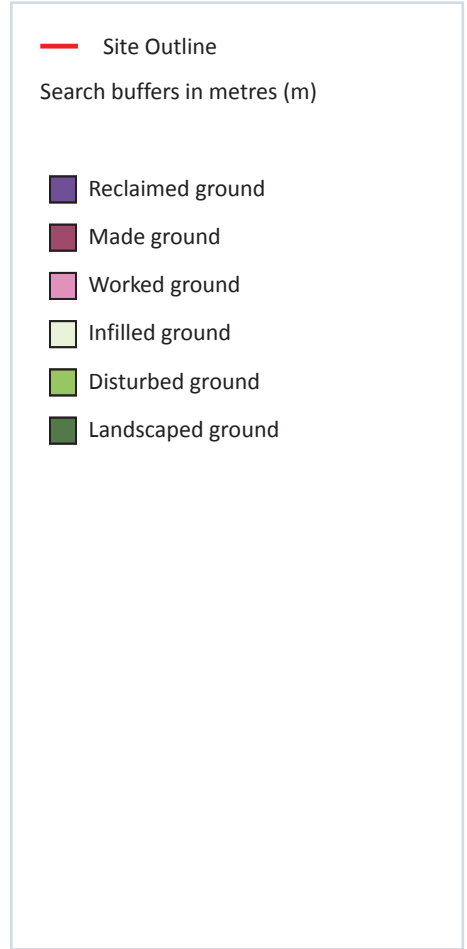 Site Outline
Search buffers in metres (m)
Reclaimed ground
Made ground
Worked ground
Infilled ground
Disturbed ground
Landscaped ground